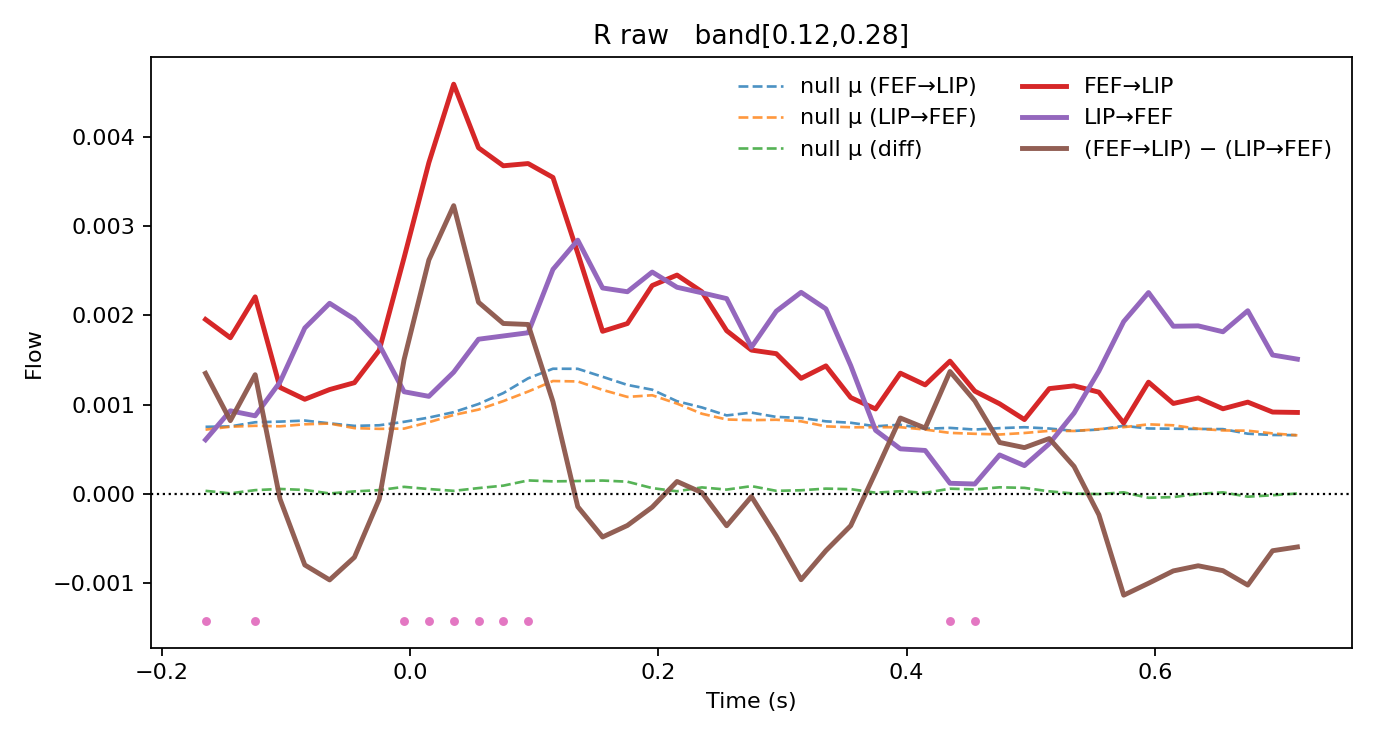 R raw   band[0.12,0.28]
null μ (FEF→LIP)
null μ (LIP→FEF)
null μ (diff)
FEF→LIP
LIP→FEF
(FEF→LIP) − (LIP→FEF)
Flow
0.004
0.003
0.002
0.001
0.000
−0.001
−0.2
0.0
0.2
0.4
0.6
Time (s)